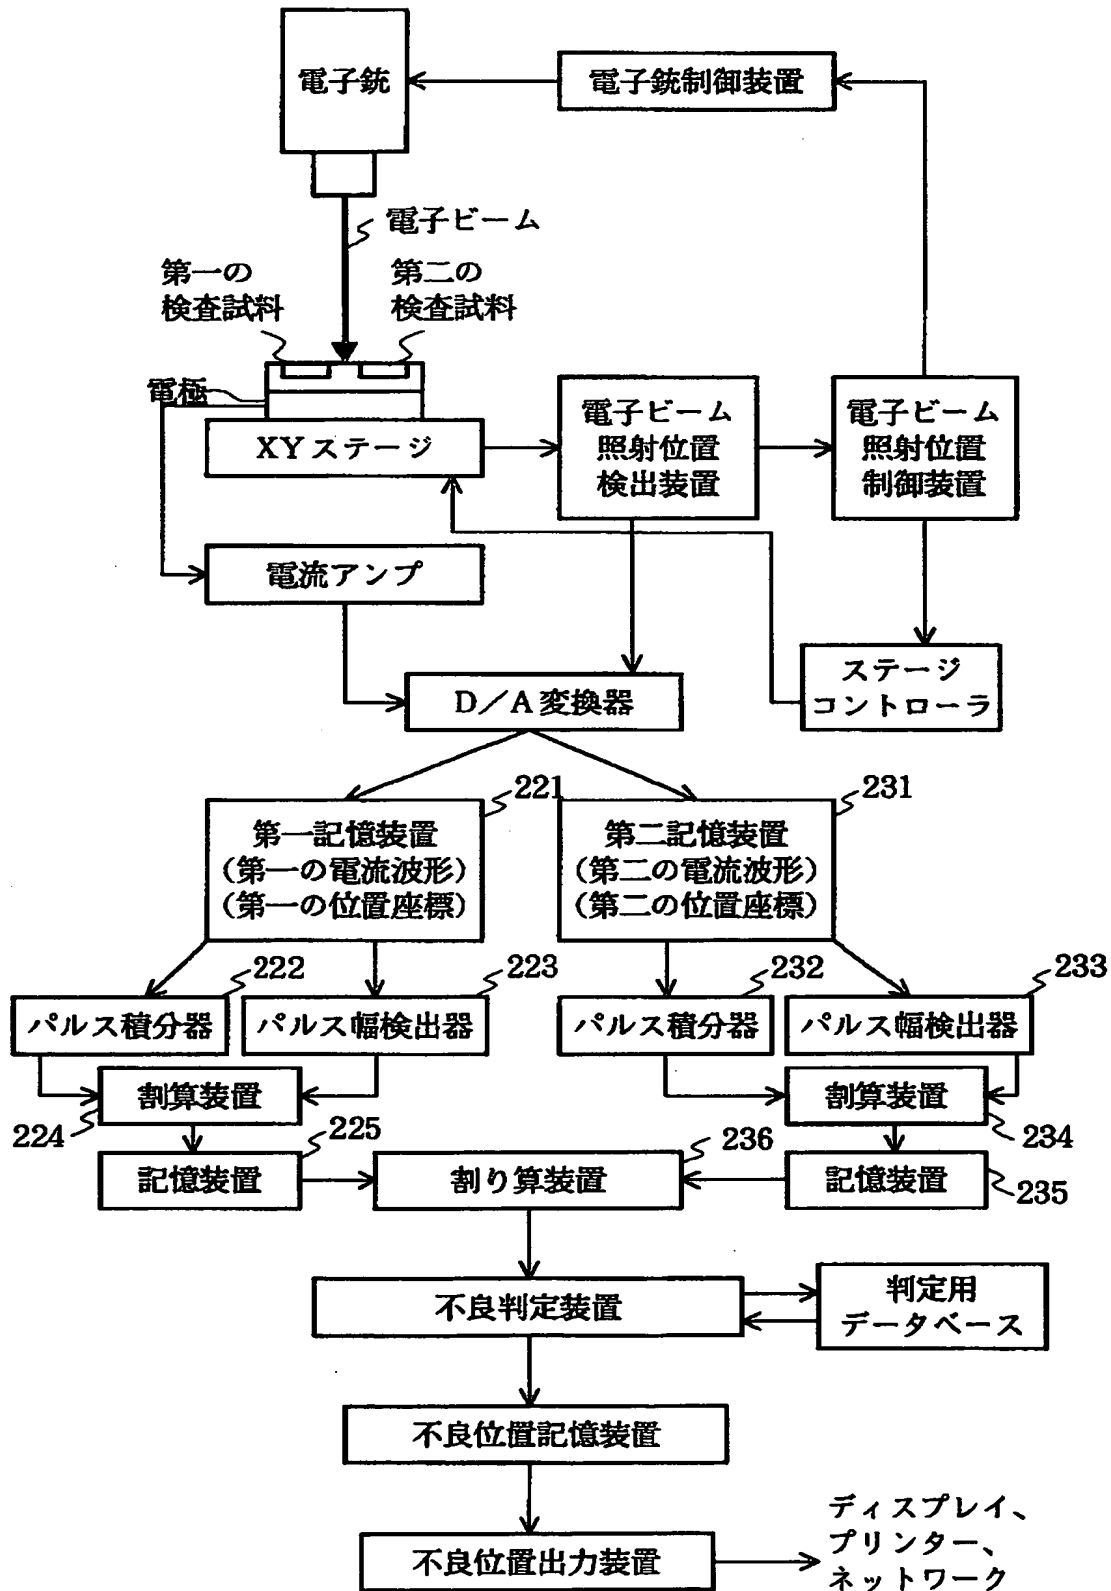 電子銃
電子銃制御装置
電子ビーム
第一の
検査試料
第二の
検査試料
電極
XYステージ
電子ビーム
照射位置
検出装置
電子ビーム
照射位置
制御装置
電流アンプ
ステージ
コントローラ
D／A変換器
221
231
第一記憶装置
(第一の電流波形)
(第一の位置座標)
第二記憶装置
(第二の電流波形)
(第二の位置座標)
222
223
232
233
パルス積分器
パルス幅検出器
パルス積分器
パルス幅検出器
割算装置
割算装置
224
225
236
234
記憶装置
割り算装置
記憶装置
235
不良判定装置
判定用
データベース
不良位置記憶装置
不良位置出力装置
ディスプレイ、
プリンター、
ネットワーク